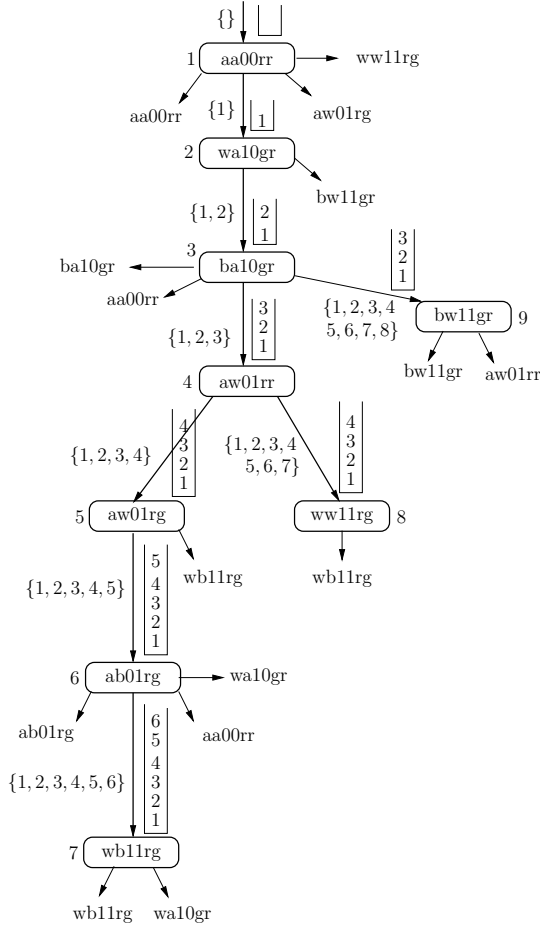 {}
1 aa00rr ww11rg
aa00rr {1} 1 aw01rg
2 wa10gr
bw11gr
{1, 2} 2
1
3 ba10gr
ba10gr
aa00rr
3
2
1
{1, 2, 3, 4
5, 6, 7, 8}
bw11gr 9
bw11gr aw01rr
{1, 2, 3}
3
2
1
4 aw01rr
{1, 2, 3, 4}
4
3
2
1
{1, 2, 3, 4
5, 6, 7}
4
3
2
1
5 aw01rg
wb11rg
ww11rg 8
wb11rg
{1, 2, 3, 4, 5}
5
4
3
2
1
6 ab01rg wa10gr
ab01rg aa00rr
{1, 2, 3, 4, 5, 6}
6
5
4
3
2
1
7 wb11rg
wb11rg wa10gr